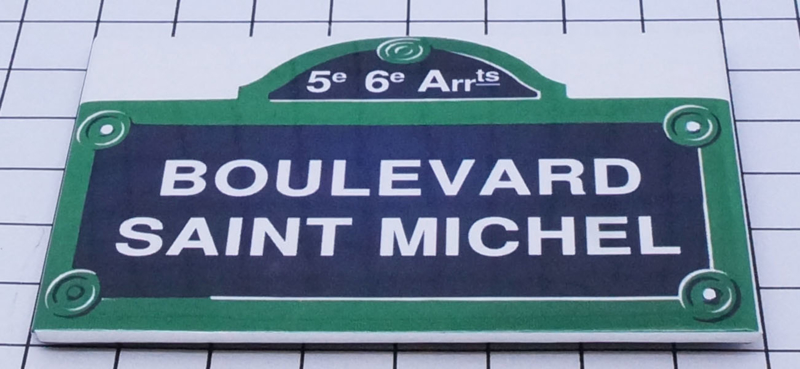 5e 6e Arrts
BOULEVARD
SAINT MICHEL